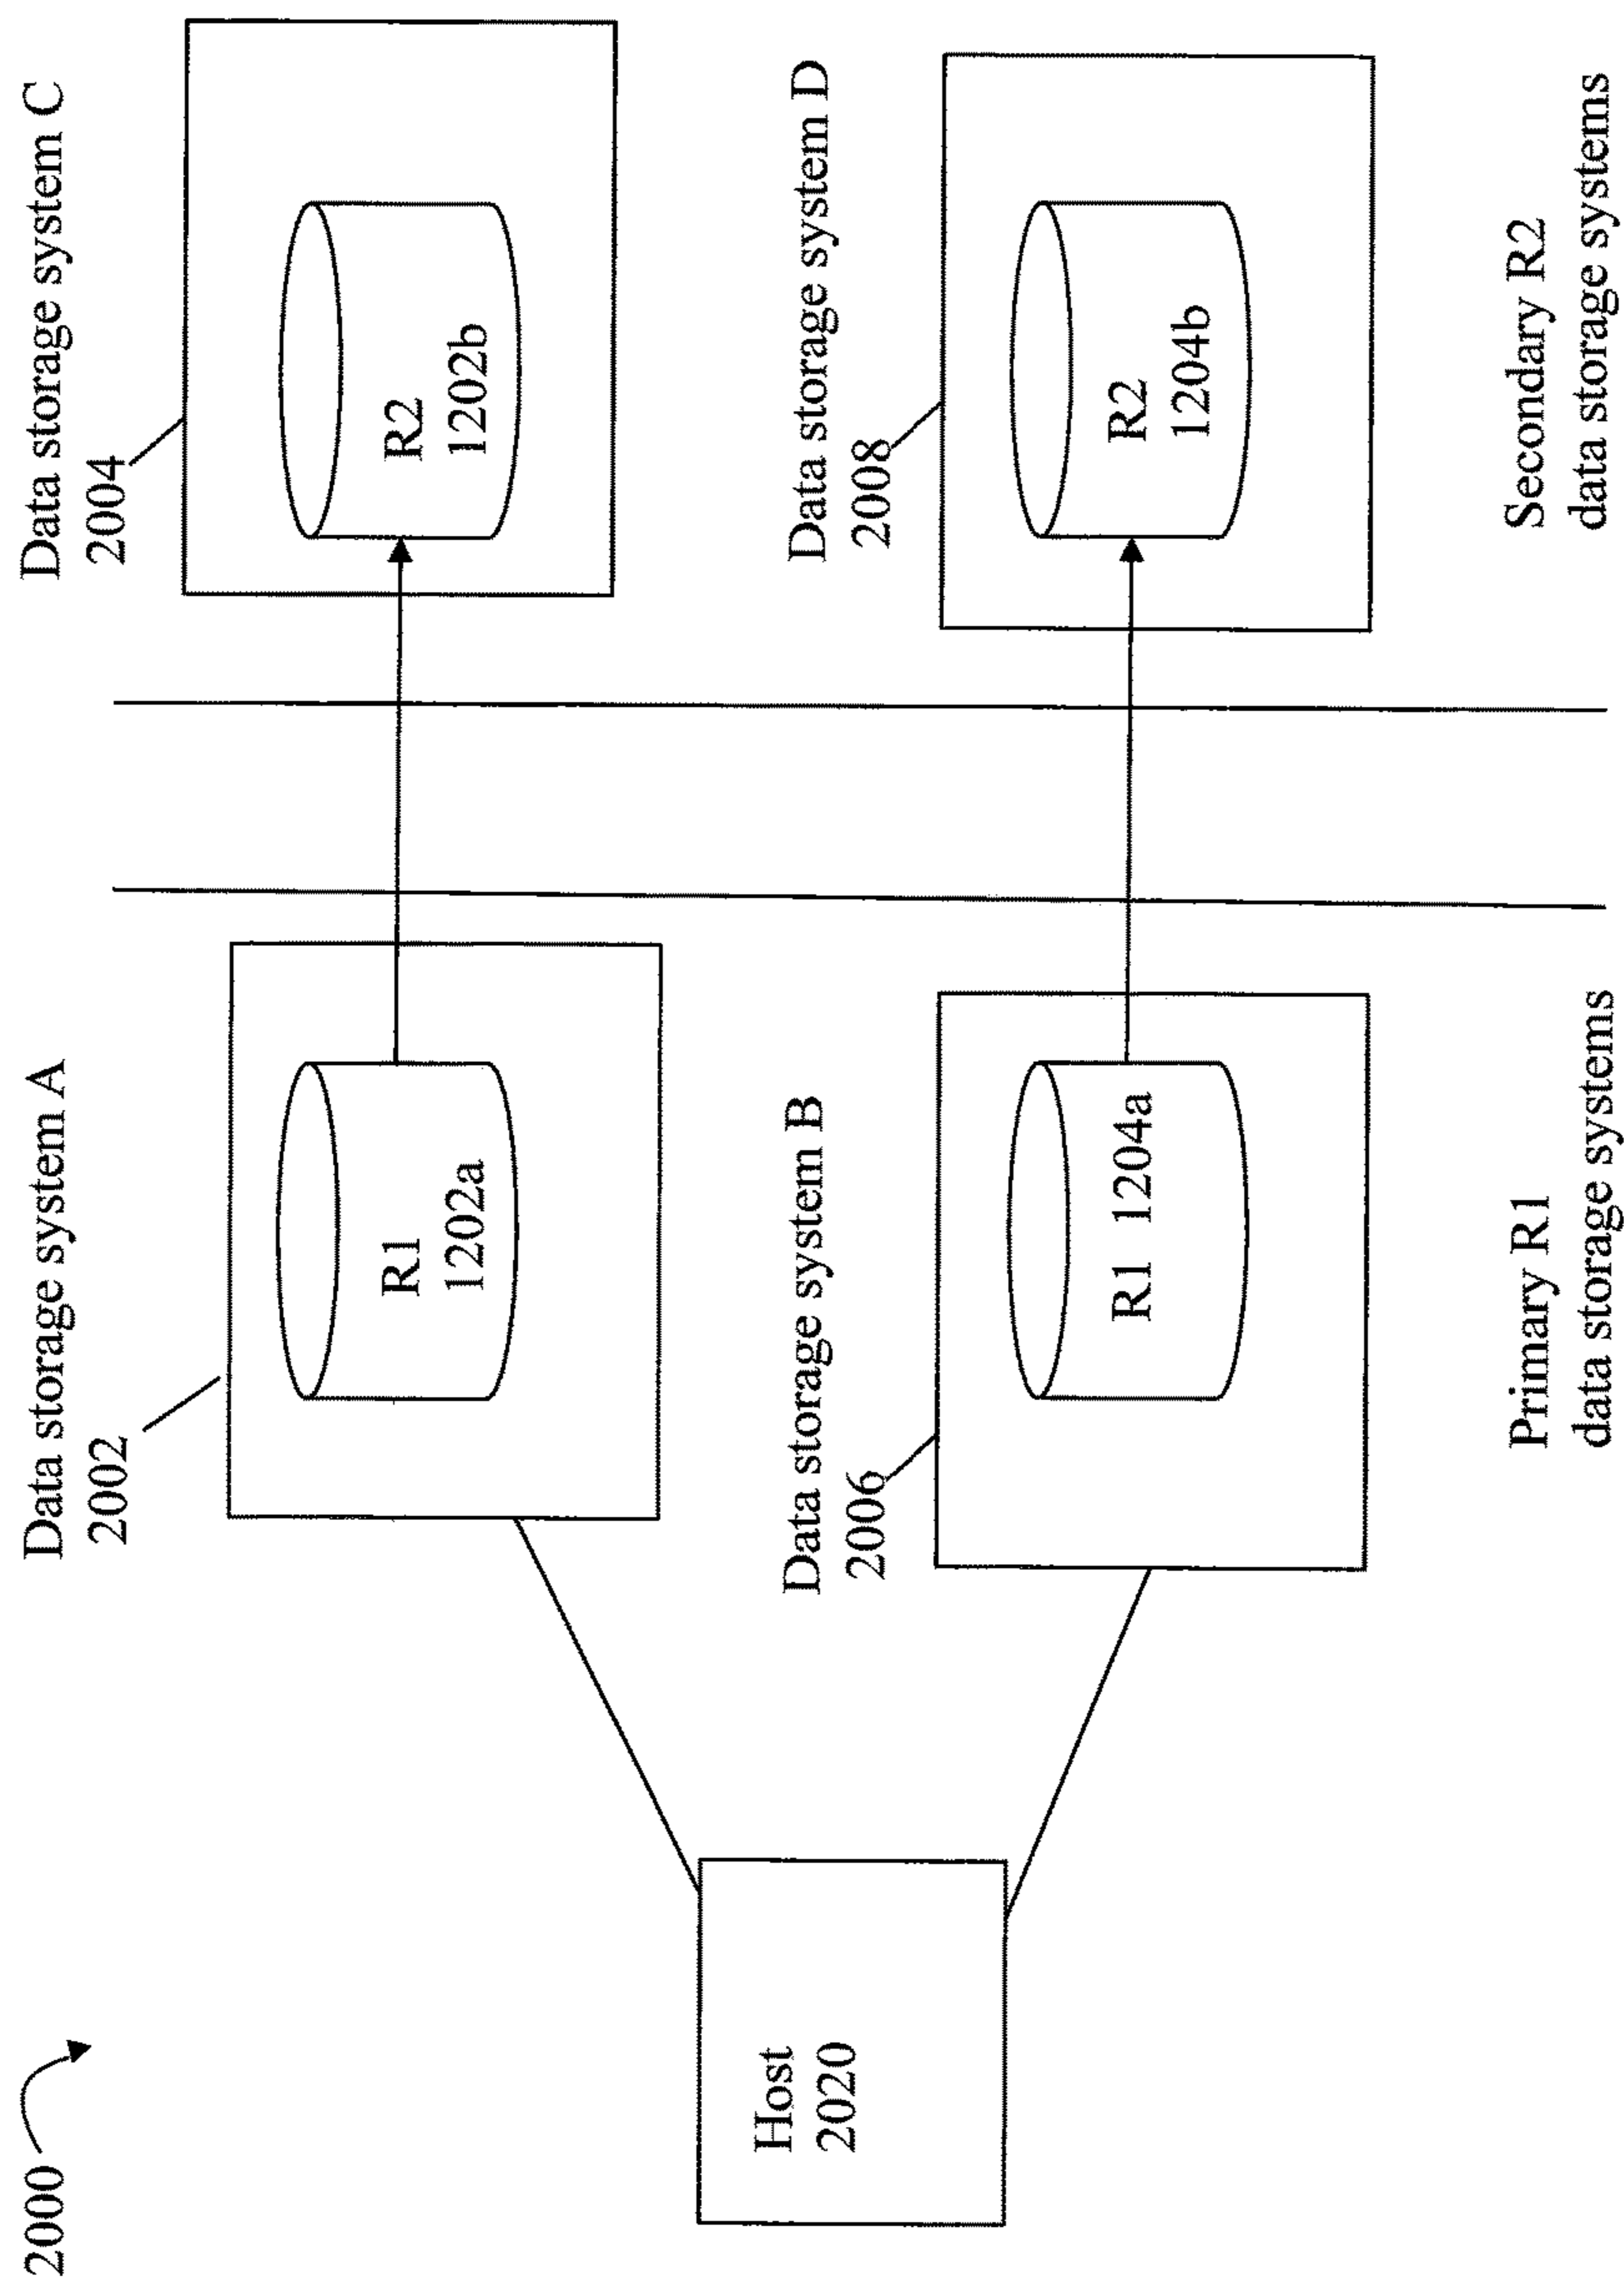 2000
Data storage system A
2002
Data storage system C
2004
R1
1202a
R2
1202b
Host
2020
Data storage system B
2006
Data storage system D
2008
R1 1204a
R2
1204b
Primary R1
data storage systems
Secondary R2
data storage systems